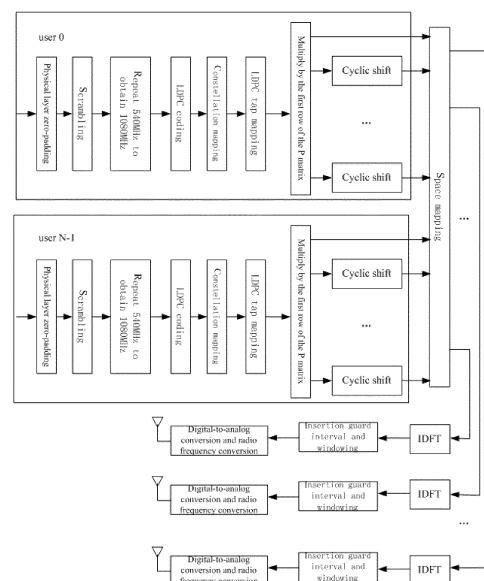 user 0
Physical layer zero-padding
Scrambling
Repeat 540MHz to
obtain 1080MHz
LDPC coding
Constellation mapping
LDPC tap mapping
Multiply by the first row of the P matrix
Cyclic shift
...
Cyclic shift
Space mapping
...
user N-1
Physical layer zero-padding
Scrambling
Repeat 540MHz to
obtain 1080MHz
LDPC coding
Constellation mapping
LDPC tap mapping
Multiply by the first row of the P matrix
Cyclic shift
...
Cyclic shift
...
Digital-to-analog
conversion and radio
frequency conversion
Insertion guard
interval and
windowing
IDFT
Digital-to-analog
conversion and radio
frequency conversion
Insertion guard
interval and
windowing
IDFT
...
Digital-to-analog
conversion and radio
frequency conversion
Insertion guard
interval and
windowing
IDFT